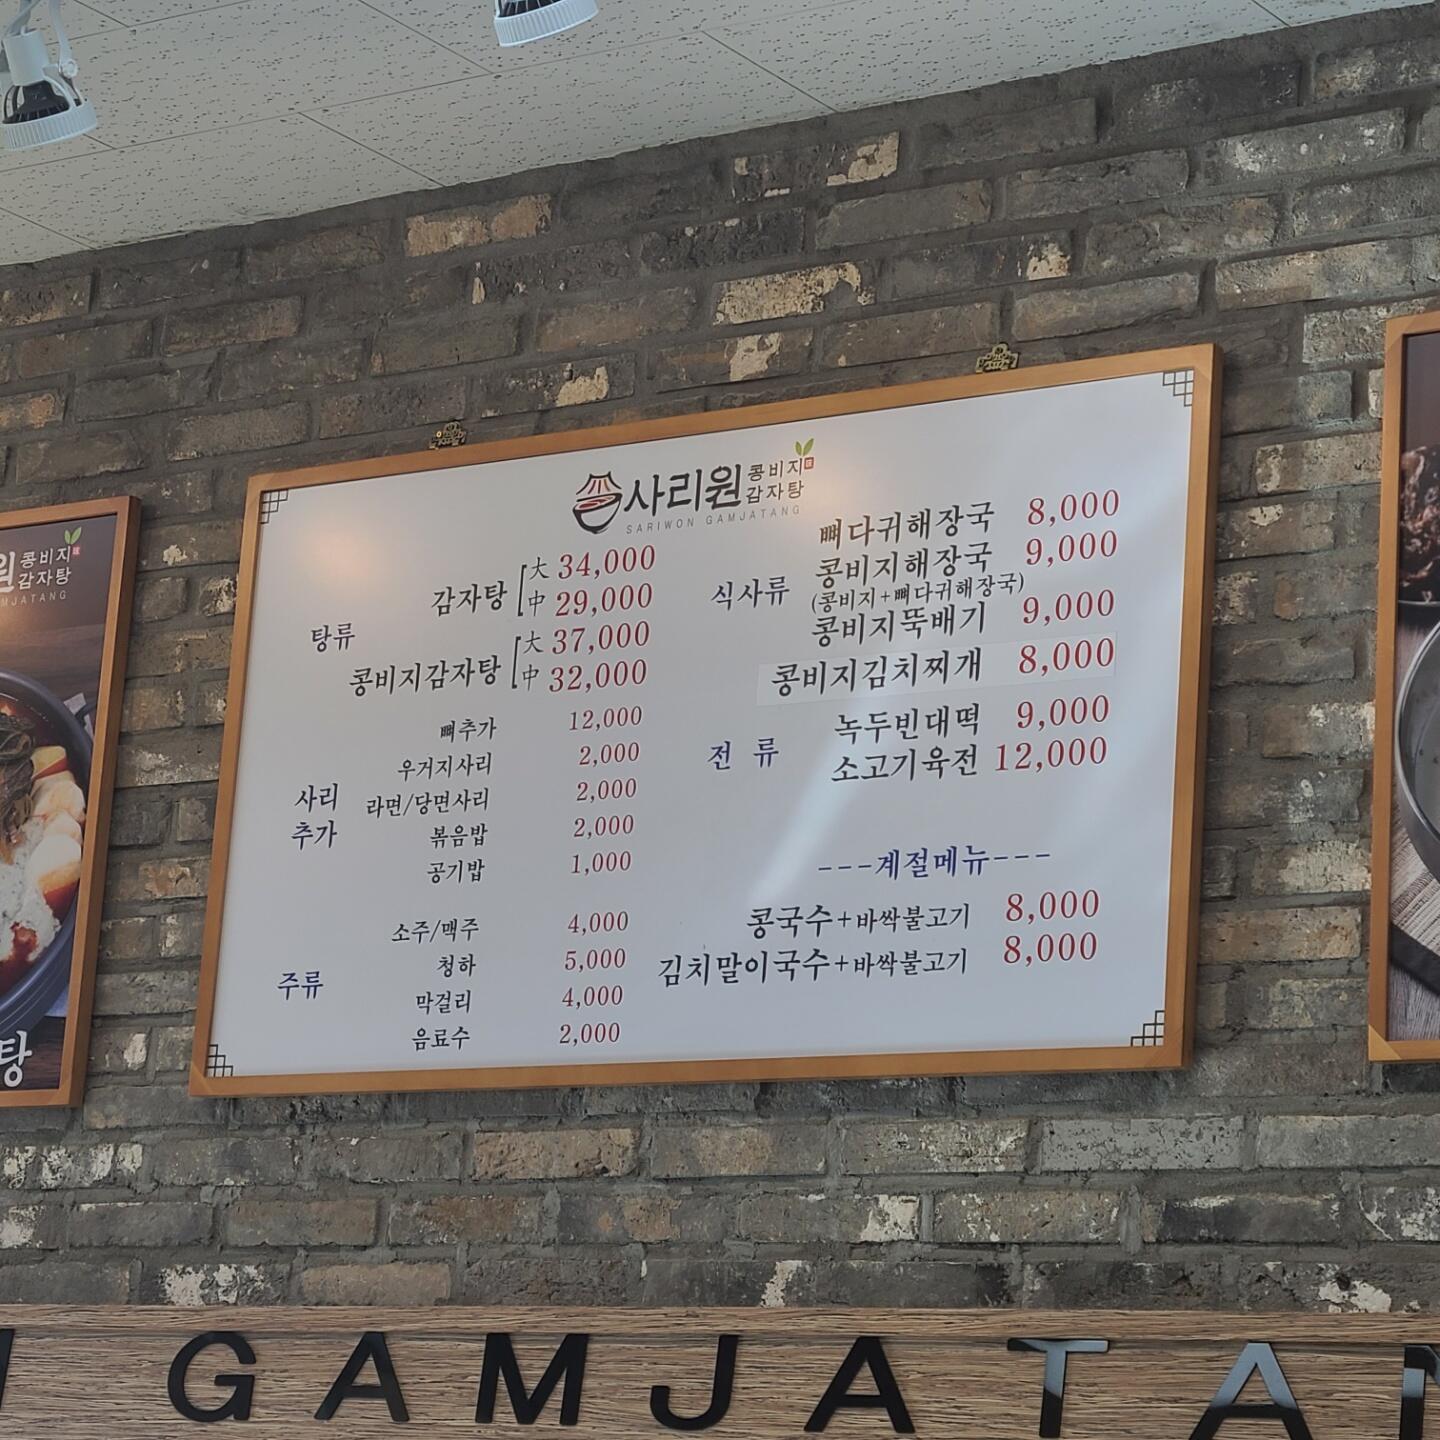 사리원 콩비지 감자탕
SARIWON GAMJATANG
탕류
감자탕 大 34,000
中 29,000
콩비지감자탕 大 37,000
中 32,000
사리
추가
뼈추가 12,000
우거지사리 2,000
라면/당면사리 2,000
볶음밥 2,000
공기밥 1,000
주류
소주/맥주 4,000
청하 5,000
막걸리 4,000
음료수 2,000
식사류
뼈다귀해장국 8,000
콩비지해장국 9,000
(콩비지+뼈다귀해장국)
콩비지뚝배기 9,000
콩비지김치찌개 8,000
전 류
녹두빈대떡 9,000
소고기육전 12,000
---계절메뉴---
콩국수+바싹불고기 8,000
김치말이국수+바싹불고기 8,000
원 콩비지
감자탕
MJATANG
탕
GAMJATAN